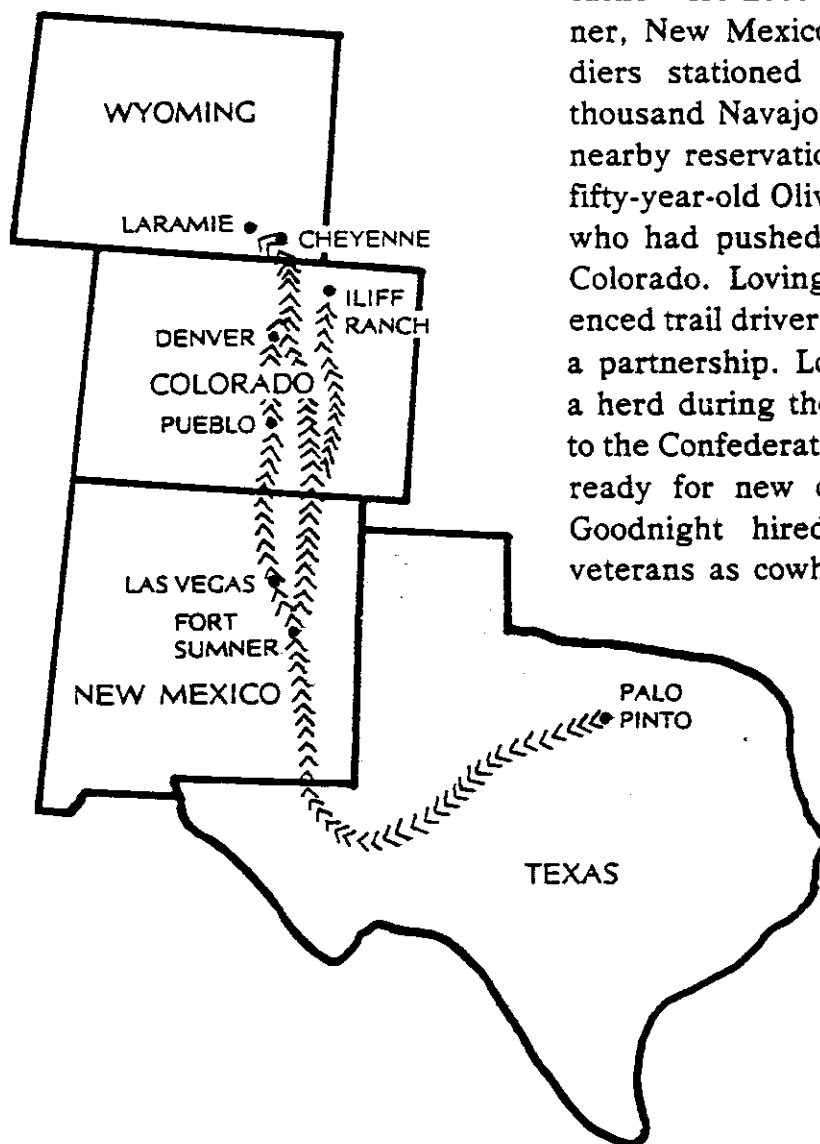 ner, New Mexico
diers stationed
thousand Navajo
nearby reservatio
fifty-year-old Oliv
who had pushed
Colorado. Loving
enced trail driver
a partnership. Lo
a herd during the
to the Confederat
ready for new c
Goodnight hired
veterans as cowh
WYOMING
LARAMIE
CHEYENNE
ILIFF
RANCH
DENVER
COLORADO
PUEBLO
LAS VEGAS
FORT
SUMNER
NEW MEXICO
PALO
PINTO
TEXAS